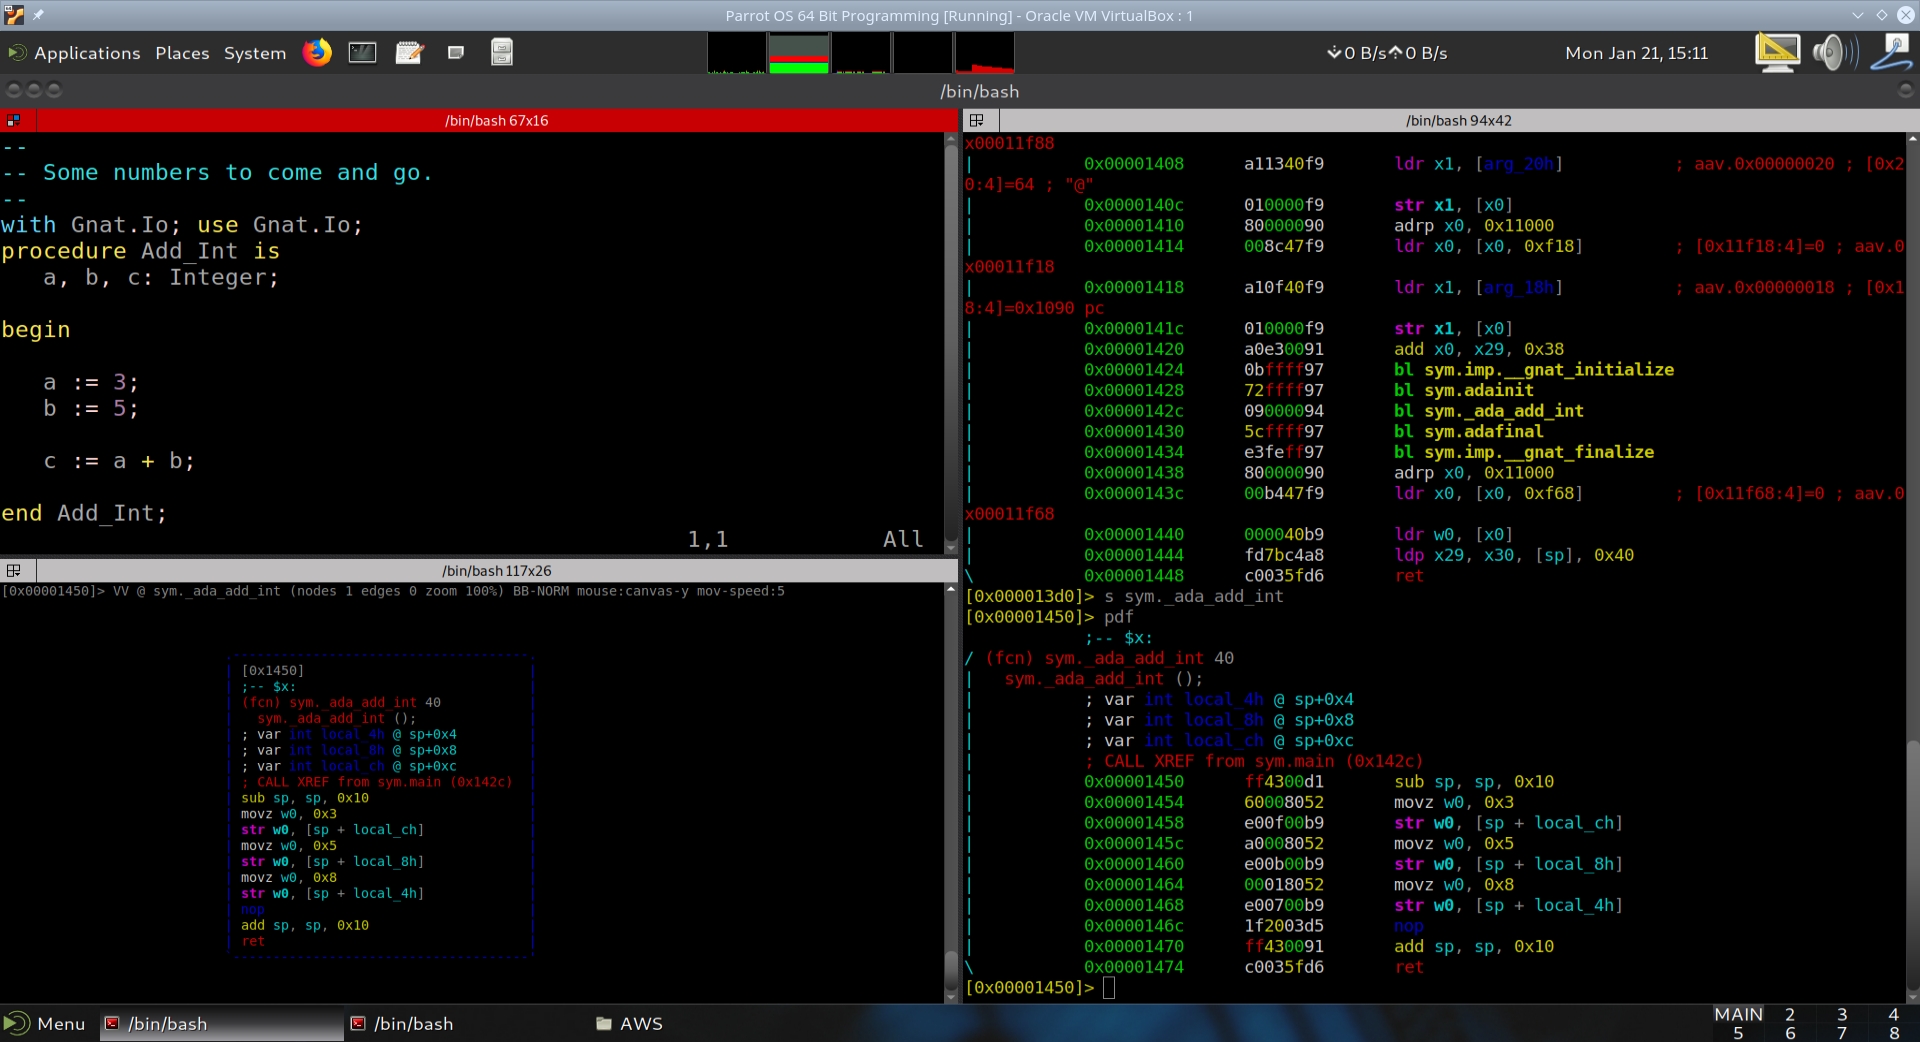 Parrot OS 64 Bit Programming [Running] - Oracle VM VirtualBox : 1
Applications Places System 0 B/s 0 B/s Mon Jan 21, 15:11
/bin/bash
/bin/bash 67x16
--
-- Some numbers to come and go.
--
with Gnat.Io; use Gnat.Io;
procedure Add_Int is
a, b, c: Integer;
begin
a := 3;
b := 5;
c := a + b;
end Add_Int;
1,1 All
/bin/bash 117x26
[0x00001450]> VV @ sym._ada_add_int (nodes 1 edges 0 zoom 100%) BB-NORM mouse:canvas-y mov-speed:5
[0x1450]
;-- $x:
(fcn) sym._ada_add_int 40
sym._ada_add_int ();
; var int local_4h @ sp+0x4
; var int local_8h @ sp+0x8
; var int local_ch @ sp+0xc
; CALL XREF from sym.main (0x142c)
sub sp, sp, 0x10
movz w0, 0x3
str w0, [sp + local_ch]
movz w0, 0x5
str w0, [sp + local_8h]
movz w0, 0x8
str w0, [sp + local_4h]
nop
add sp, sp, 0x10
ret
/bin/bash 94x42
x00011f88
| 0x00001408 a11340f9 ldr x1, [arg_20h] ; aav.0x00000020 ; [0x2
0:4]=64 ; "@"
| 0x0000140c 010000f9 str x1, [x0]
| 0x00001410 80000090 adrp x0, 0x11000
| 0x00001414 008c47f9 ldr x0, [x0, 0xf18] ; [0x11f18:4]=0 ; aav.0
x00011f18
| 0x00001418 a10f40f9 ldr x1, [arg_18h] ; aav.0x00000018 ; [0x1
8:4]=0x1090 pc
| 0x0000141c 010000f9 str x1, [x0]
| 0x00001420 a0e30091 add x0, x29, 0x38
| 0x00001424 0bffff97 bl sym.imp.__gnat_initialize
| 0x00001428 72ffff97 bl sym.adainit
| 0x0000142c 09000094 bl sym._ada_add_int
| 0x00001430 5cffff97 bl sym.adafinal
| 0x00001434 e3feff97 bl sym.imp.__gnat_finalize
| 0x00001438 80000090 adrp x0, 0x11000
| 0x0000143c 00b447f9 ldr x0, [x0, 0xf68] ; [0x11f68:4]=0 ; aav.0
x00011f68
| 0x00001440 000040b9 ldr w0, [x0]
| 0x00001444 fd7bc4a8 ldp x29, x30, [sp], 0x40
\ 0x00001448 c0035fd6 ret
[0x000013d0]> s sym._ada_add_int
[0x00001450]> pdf
;-- $x:
/ (fcn) sym._ada_add_int 40
| sym._ada_add_int ();
| ; var int local_4h @ sp+0x4
| ; var int local_8h @ sp+0x8
| ; var int local_ch @ sp+0xc
| ; CALL XREF from sym.main (0x142c)
| 0x00001450 ff4300d1 sub sp, sp, 0x10
| 0x00001454 60008052 movz w0, 0x3
| 0x00001458 e00f00b9 str w0, [sp + local_ch]
| 0x0000145c a0008052 movz w0, 0x5
| 0x00001460 e00b00b9 str w0, [sp + local_8h]
| 0x00001464 00018052 movz w0, 0x8
| 0x00001468 e00700b9 str w0, [sp + local_4h]
| 0x0000146c 1f2003d5 nop
| 0x00001470 ff430091 add sp, sp, 0x10
\ 0x00001474 c0035fd6 ret
[0x00001450]>
Menu /bin/bash /bin/bash AWS
MAIN 2 3 4
5 6 7 8